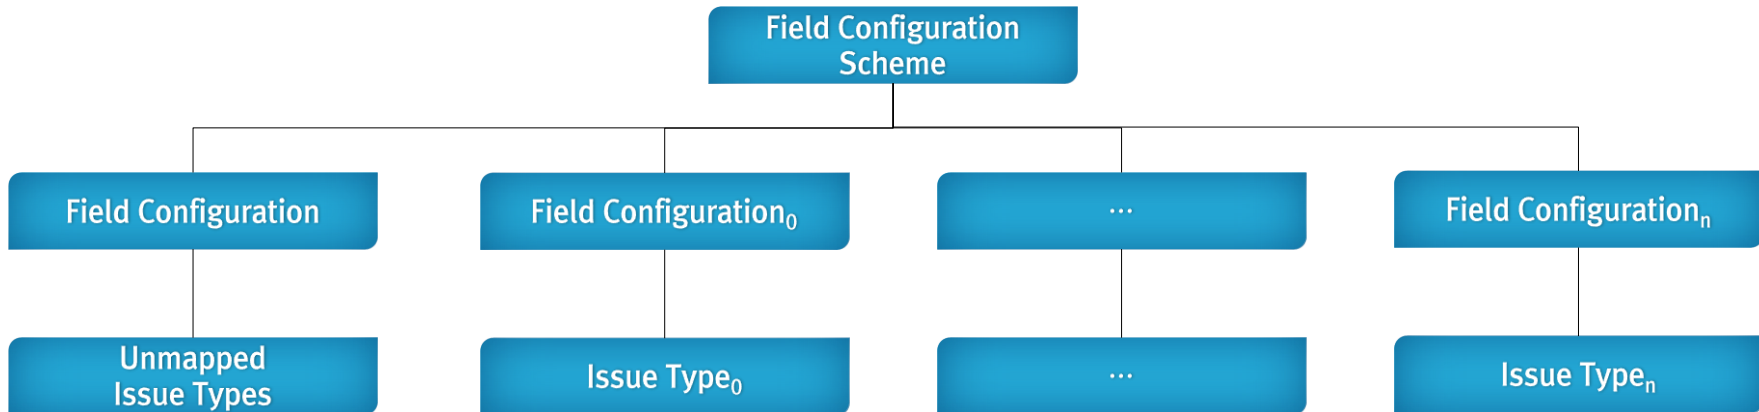 Field Configuration
Scheme
Field Configuration
Field Configuration₀
...
Field Configurationₙ
Unmapped
Issue Types
Issue Type₀
...
Issue Typeₙ